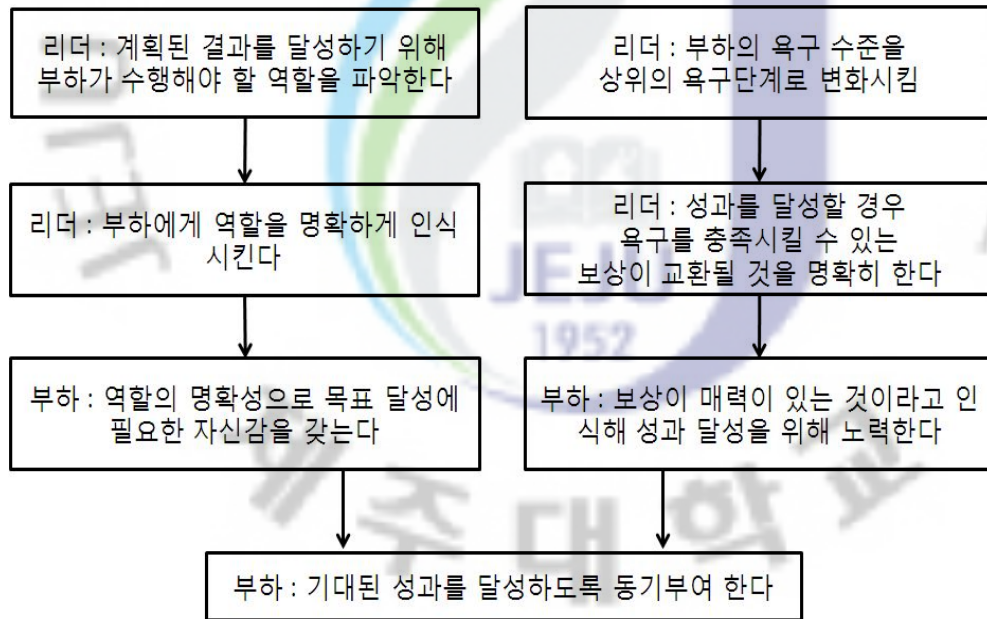 리더 : 계획된 결과를 달성하기 위해
부하가 수행해야 할 역할을 파악한다
리더 : 부하의 욕구 수준을
상위의 욕구단계로 변화시킴
리더 : 부하에게 역할을 명확하게 인식
시킨다
리더 : 성과를 달성할 경우
욕구를 충족시킬 수 있는
보상이 교환될 것을 명확히 한다
JEJU
1952
부하 : 역할의 명확성으로 목표 달성에
필요한 자신감을 갖는다
부하 : 보상이 매력이 있는 것이라고 인
식해 성과 달성을 위해 노력한다
제주대학교
부하 : 기대된 성과를 달성하도록 동기부여 한다